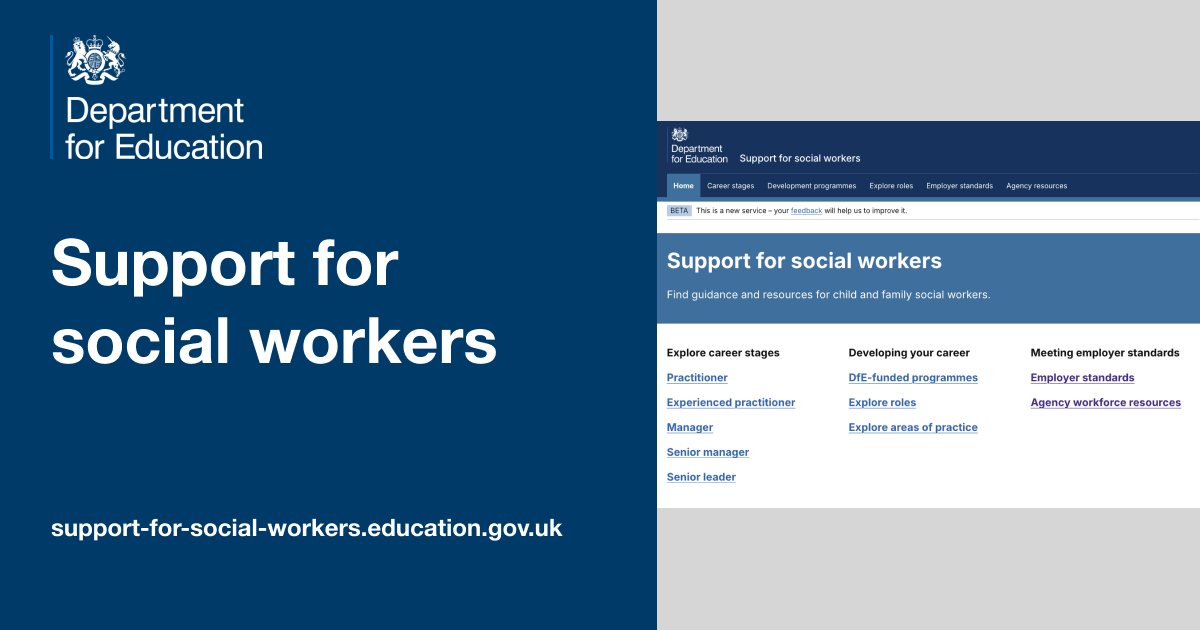 Department
for Education
Support for
social workers
support-for-social-workers.education.gov.uk
Department
for Education
Support for social workers
Home Career stages Development programmes Explore roles Employer standards Agency resources
BETA This is a new service – your feedback will help us to improve it.
Support for social workers
Find guidance and resources for child and family social workers.
Explore career stages
Practitioner
Experienced practitioner
Manager
Senior manager
Senior leader
Developing your career
DfE-funded programmes
Explore roles
Explore areas of practice
Meeting employer standards
Employer standards
Agency workforce resources